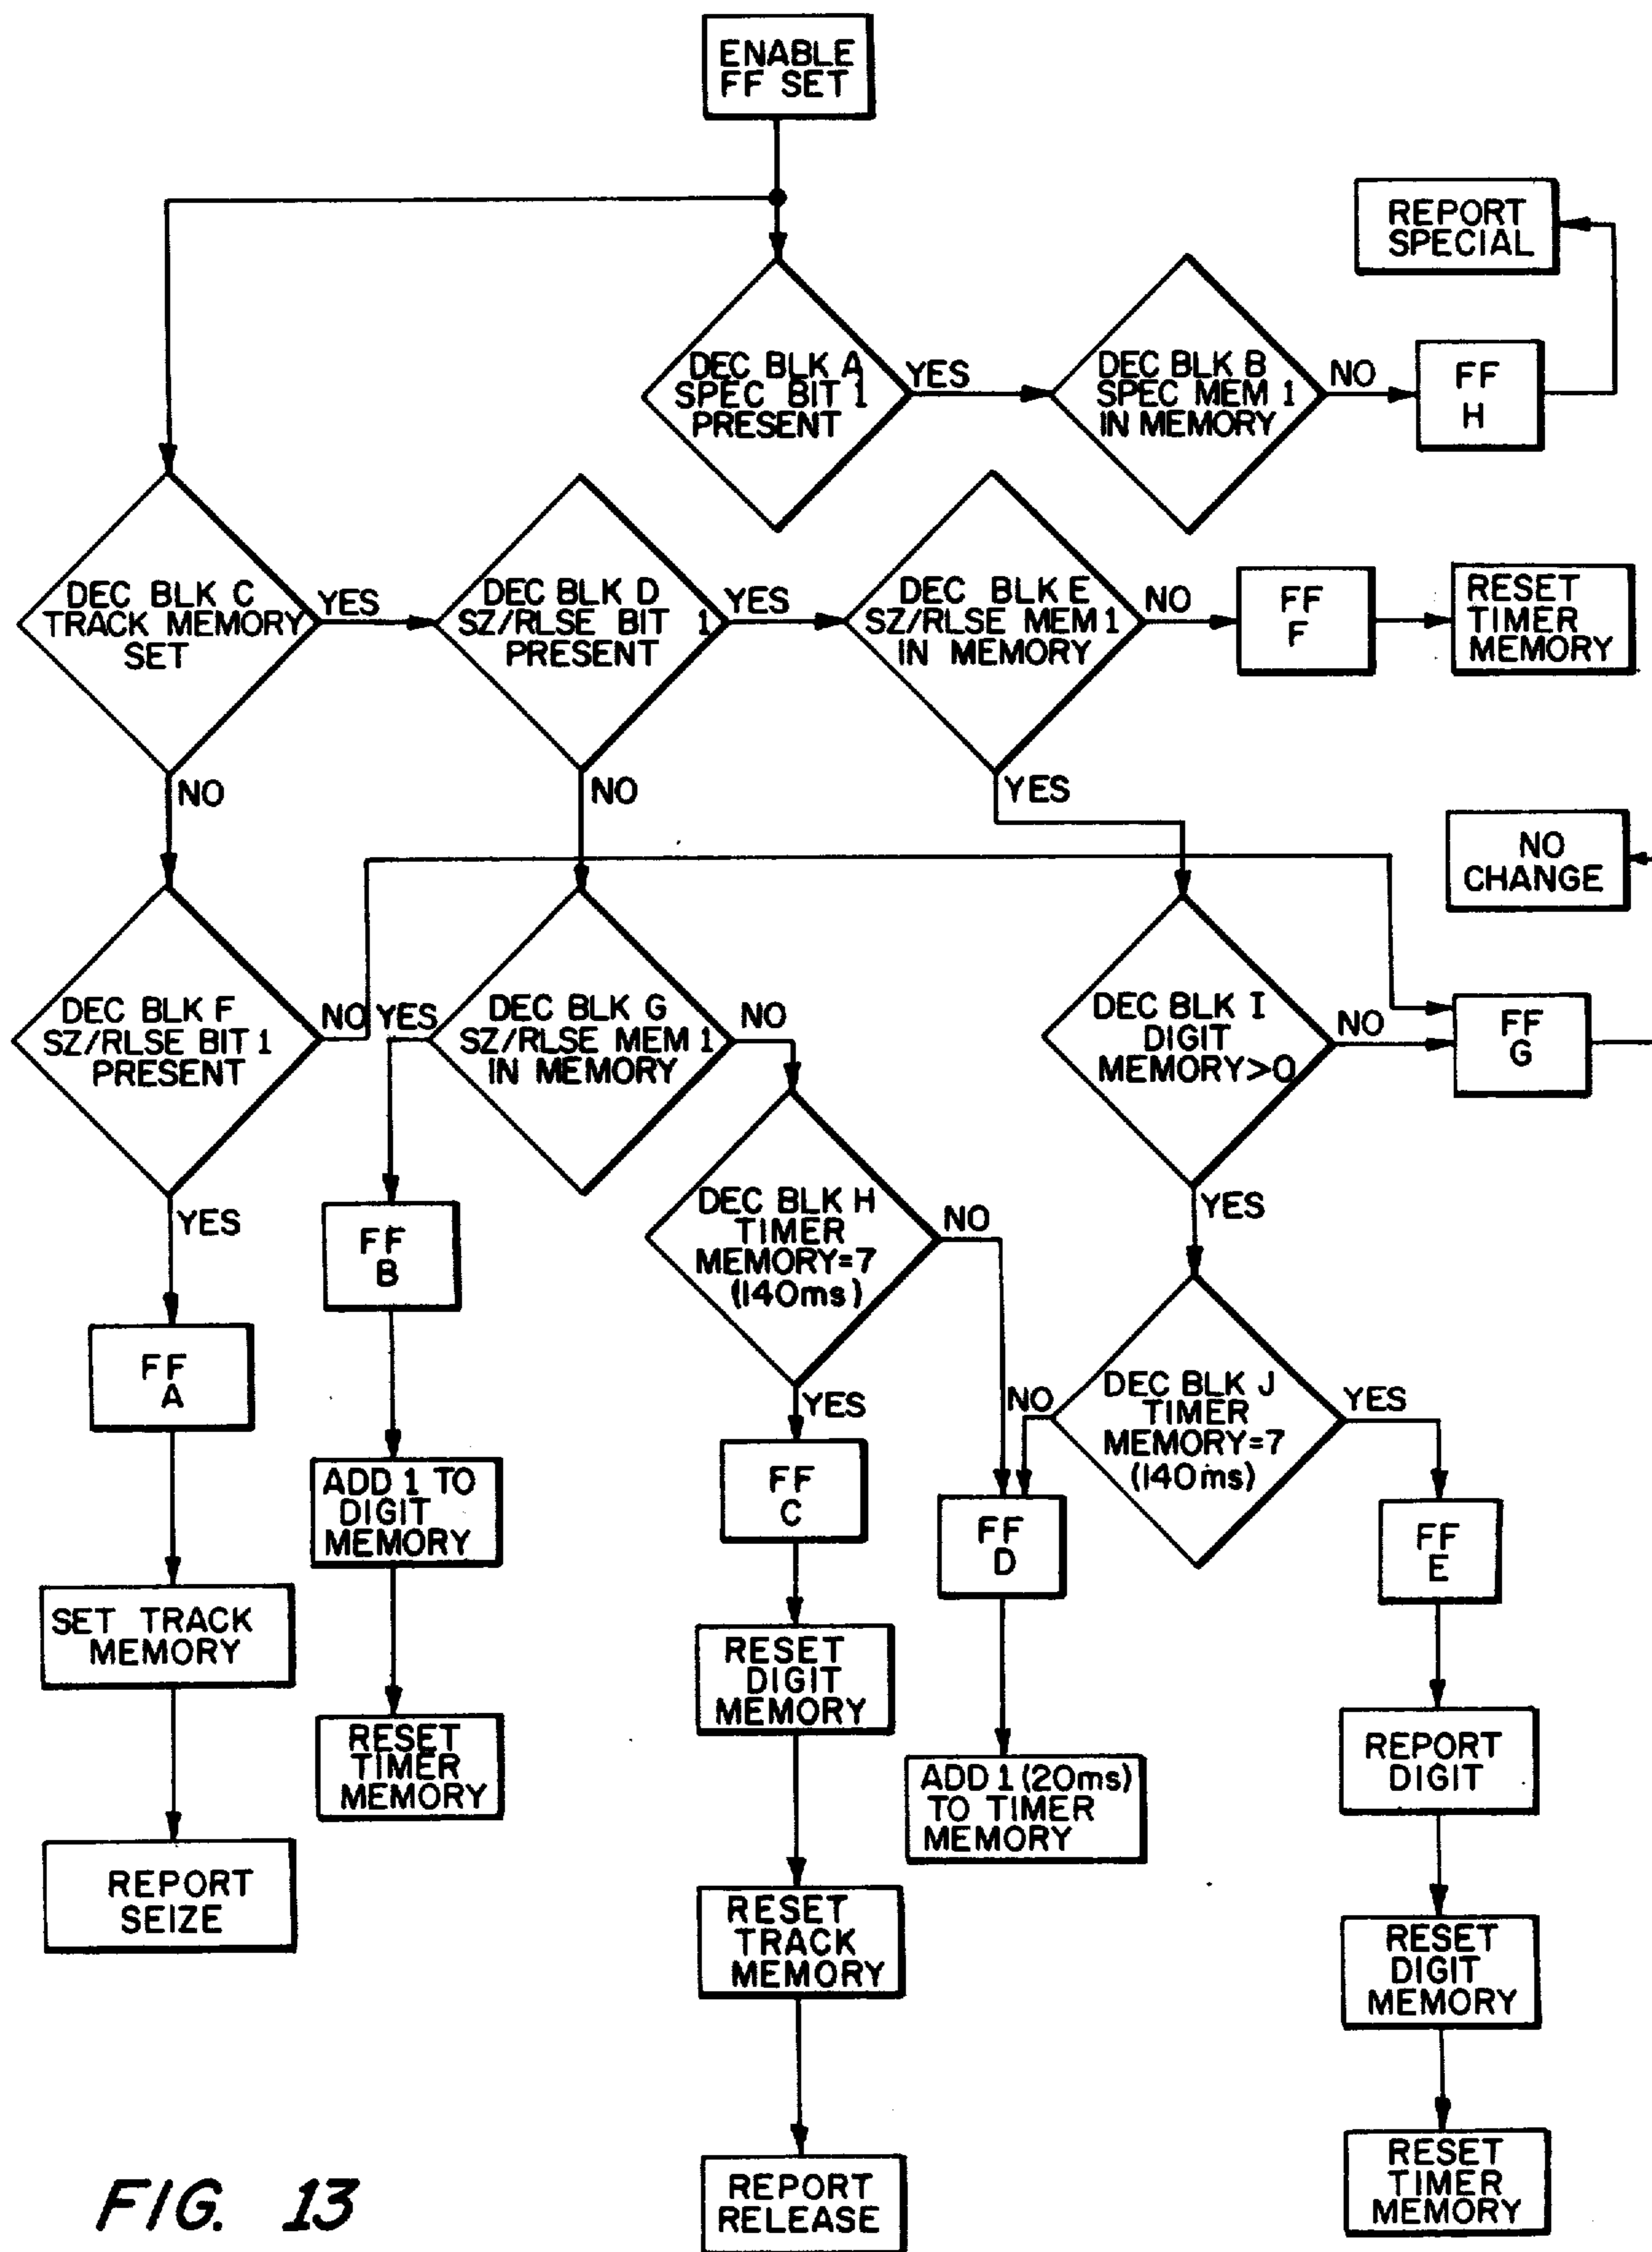 ENABLE
FF SET
REPORT
SPECIAL
DEC BLK A
SPEC BIT 1
PRESENT
YES
DEC BLK B
SPEC MEM 1
IN MEMORY
NO
FF
H
DEC BLK C
TRACK MEMORY
SET
YES
DEC BLK D
SZ/RLSE BIT 1
PRESENT
YES
DEC BLK E
SZ/RLSE MEM 1
IN MEMORY
NO
FF
F
RESET
TIMER
MEMORY
NO
NO
YES
NO
CHANGE
DEC BLK F
SZ/RLSE BIT 1
PRESENT
NO
YES
DEC BLK G
SZ/RLSE MEM 1
IN MEMORY
NO
DEC BLK I
DIGIT
MEMORY>0
NO
FF
G
YES
FF
B
DEC BLK H
TIMER
MEMORY=7
(140ms)
NO
YES
FF
A
YES
NO
DEC BLK J
TIMER
MEMORY=7
(140ms)
YES
ADD 1 TO
DIGIT
MEMORY
FF
C
FF
D
FF
E
SET TRACK
MEMORY
RESET
DIGIT
MEMORY
RESET
TIMER
MEMORY
ADD 1 (20ms)
TO TIMER
MEMORY
REPORT
DIGIT
REPORT
SEIZE
RESET
TRACK
MEMORY
RESET
DIGIT
MEMORY
REPORT
RELEASE
RESET
TIMER
MEMORY
FIG. 13